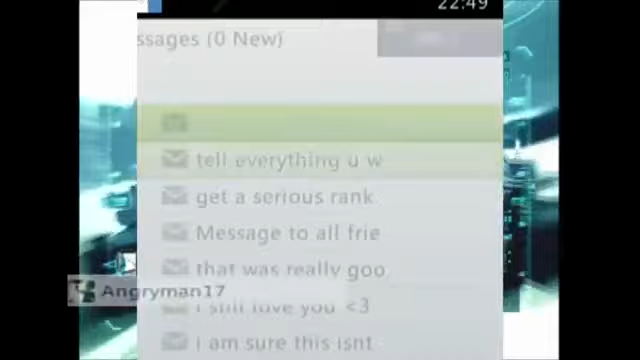 22:49
ssages (0 New)
tell everything u w
get a serious rank
Message to all frie
that was really goo
Angryman17
i still love you <3
i am sure this isnt